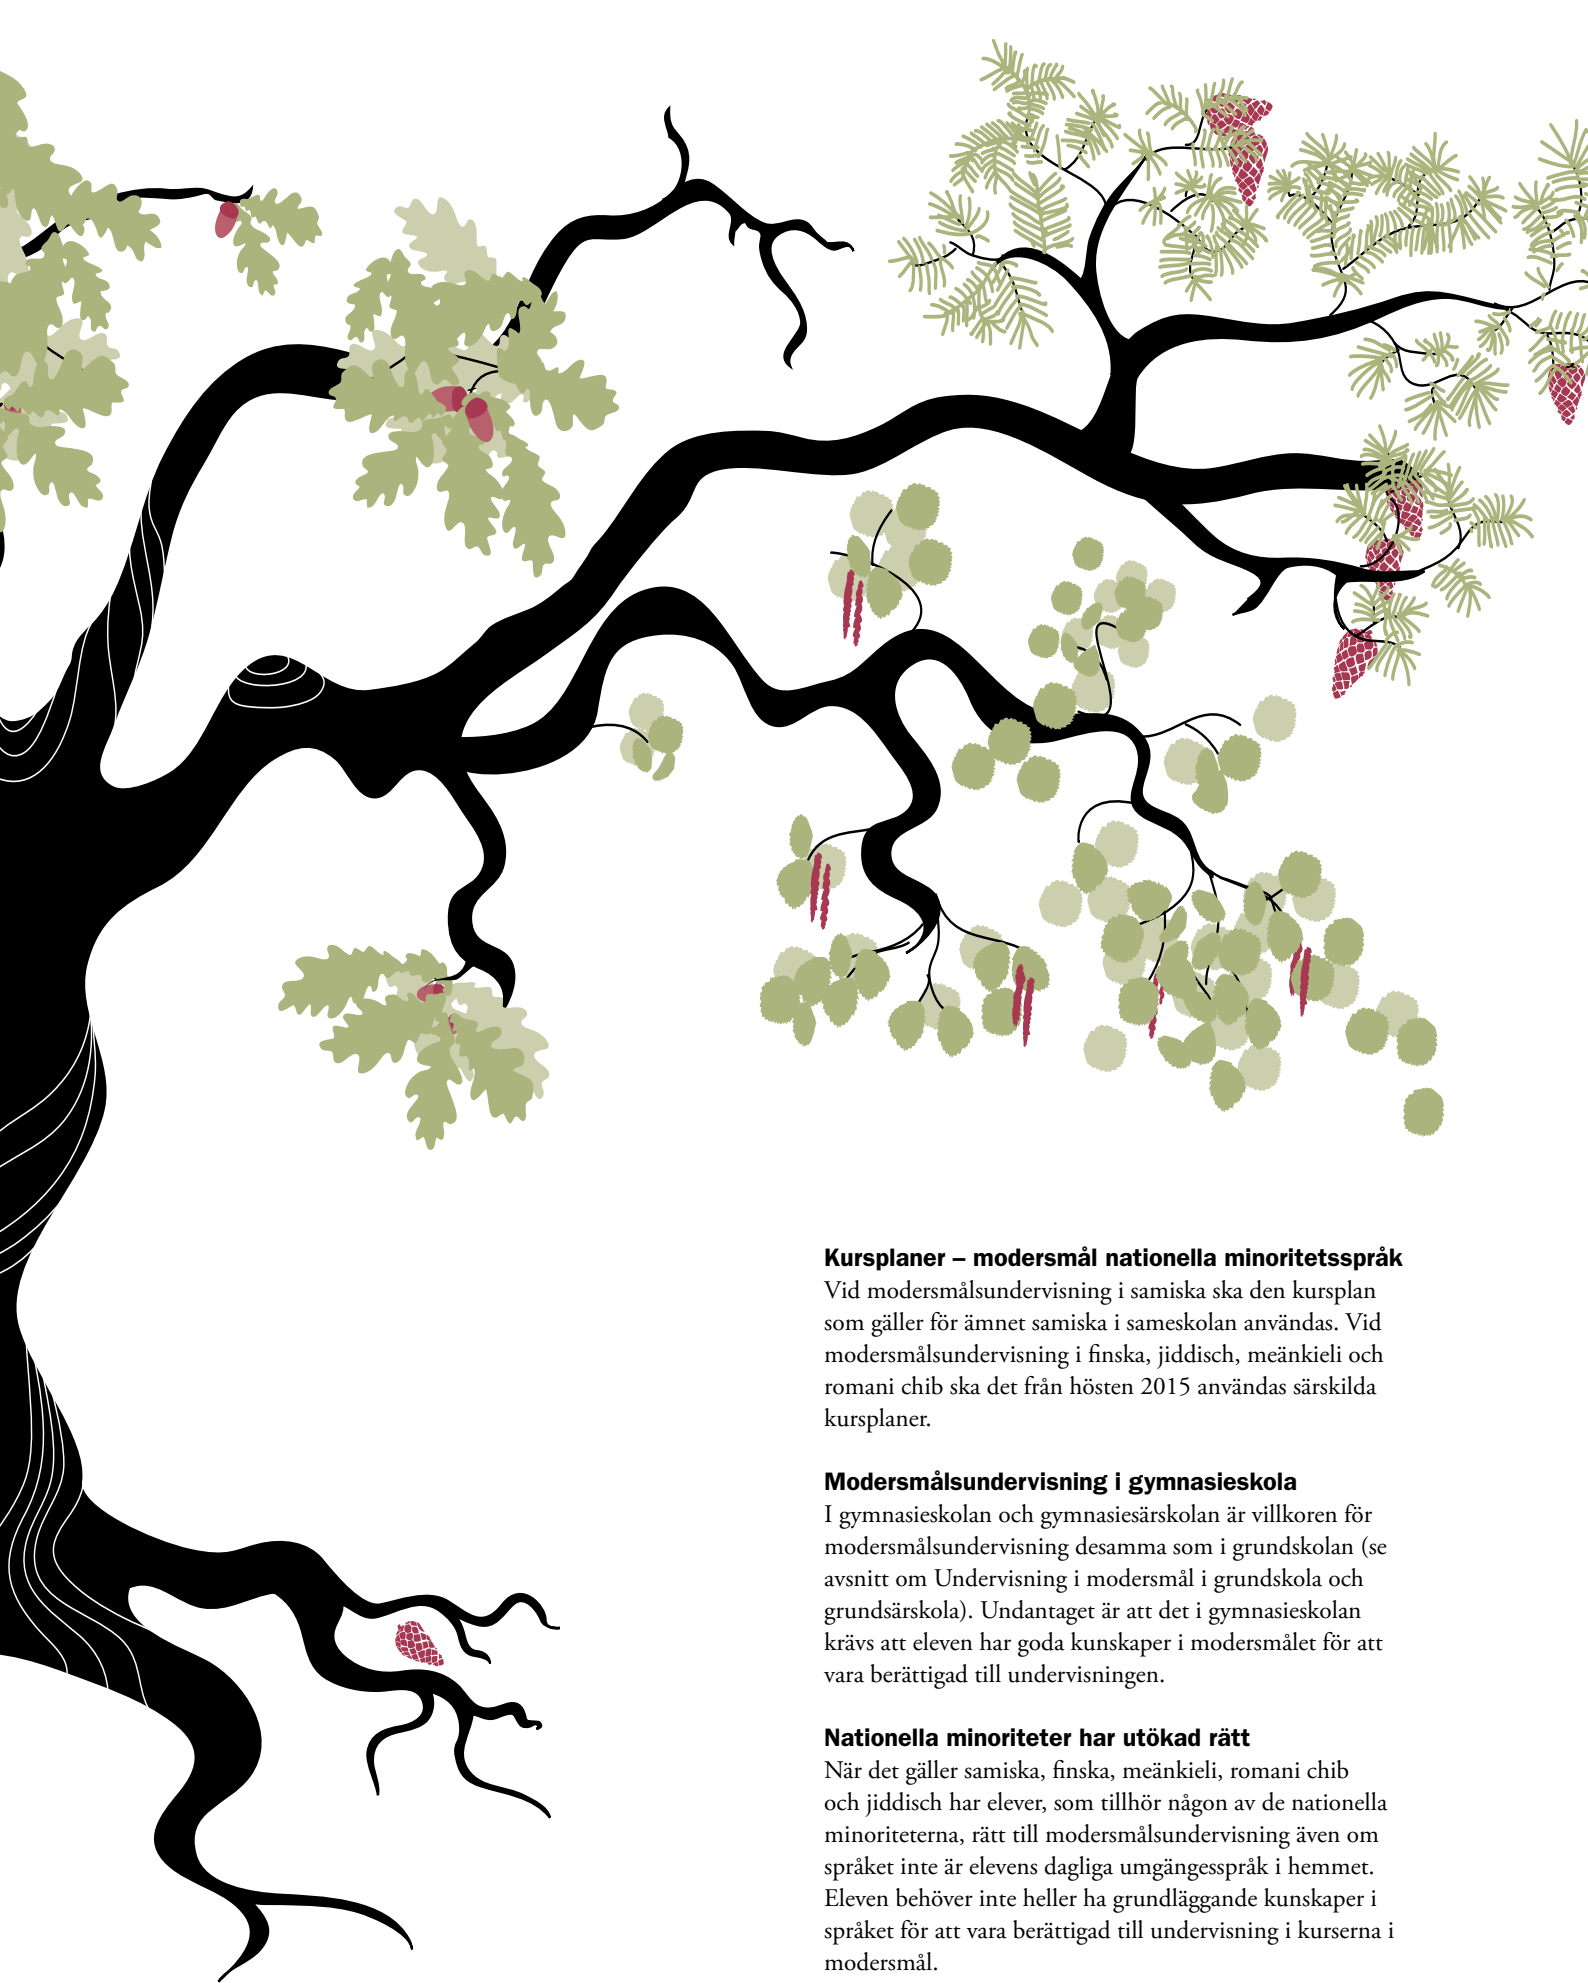 Kursplaner – modersmål nationella minoritetsspråk
Vid modersmålsundervisning i samiska ska den kursplan
som gäller för ämnet samiska i sameskolan användas. Vid
modersmålsundervisning i finska, jiddisch, meänkieli och
romani chib ska det från hösten 2015 användas särskilda
kursplaner.
Modersmålsundervisning i gymnasieskola
I gymnasieskolan och gymnasiesärskolan är villkoren för
modersmålsundervisning desamma som i grundskolan (se
avsnitt om Undervisning i modersmål i grundskola och
grundsärskola). Undantaget är att det i gymnasieskolan
krävs att eleven har goda kunskaper i modersmålet för att
vara berättigad till undervisningen.
Nationella minoriteter har utökad rätt
När det gäller samiska, finska, meänkieli, romani chib
och jiddisch har elever, som tillhör någon av de nationella
minoriteterna, rätt till modersmålsundervisning även om
språket inte är elevens dagliga umgängesspråk i hemmet.
Eleven behöver inte heller ha grundläggande kunskaper i
språket för att vara berättigad till undervisning i kurserna i
modersmål.